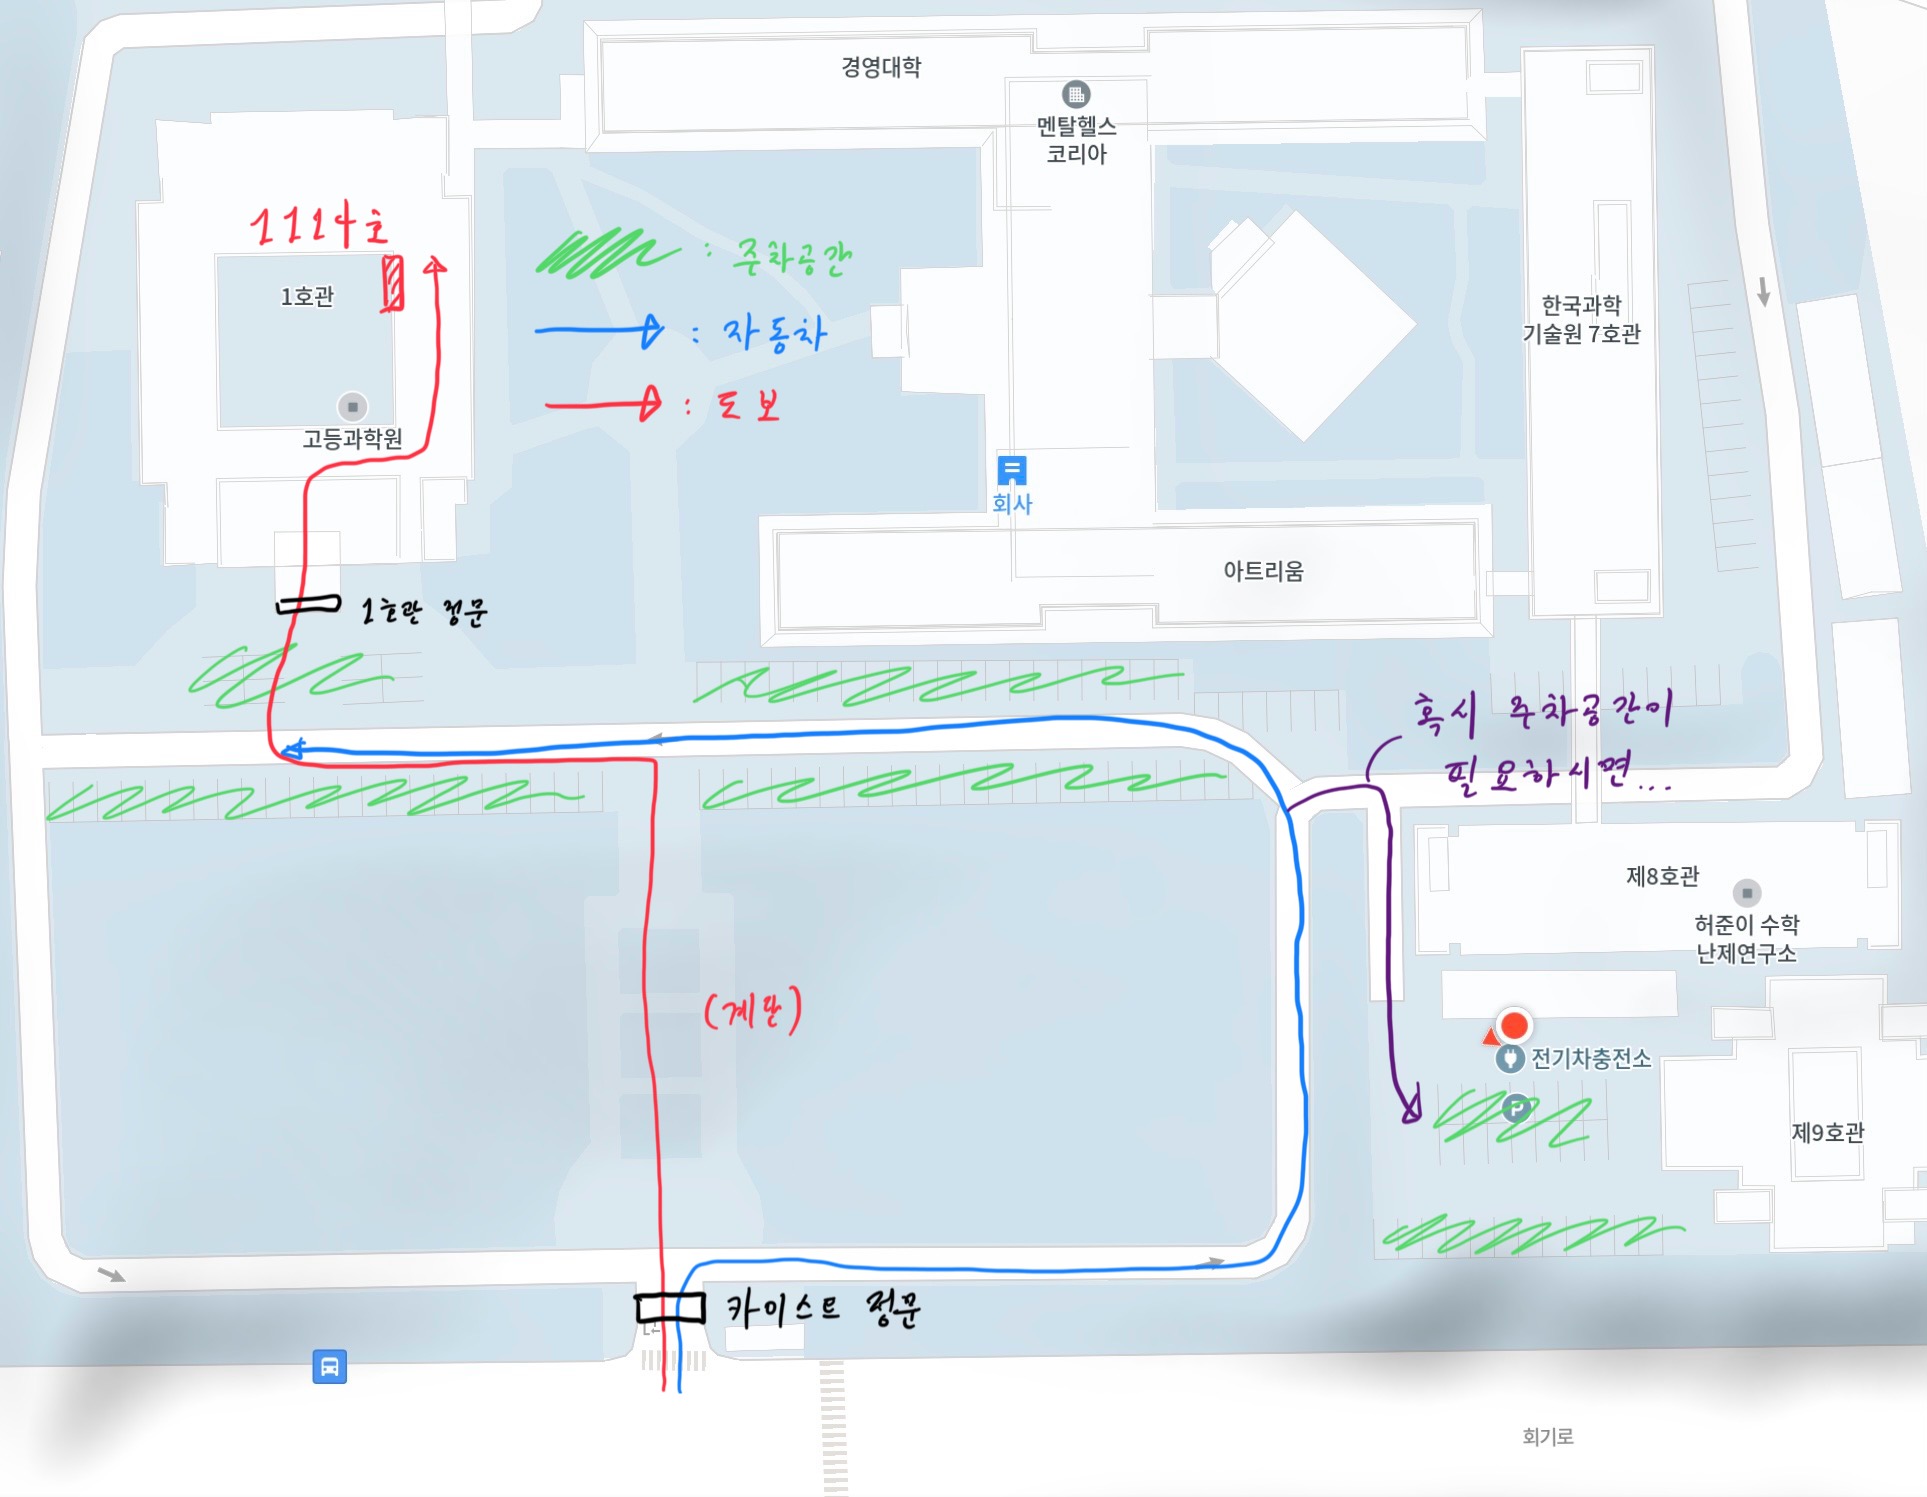 경영대학
멘탈헬스
코리아
1114호
1호관
고등과학원
: 주차공간
: 자동차
: 도보
한국과학
기술원 7호관
회사
아트리움
1호관 정문
혹시 주차공간이
필요하시면...
제8호관
허준이 수학
난제연구소
(계단)
전기차충전소
P
제9호관
카이스트 정문
회기로